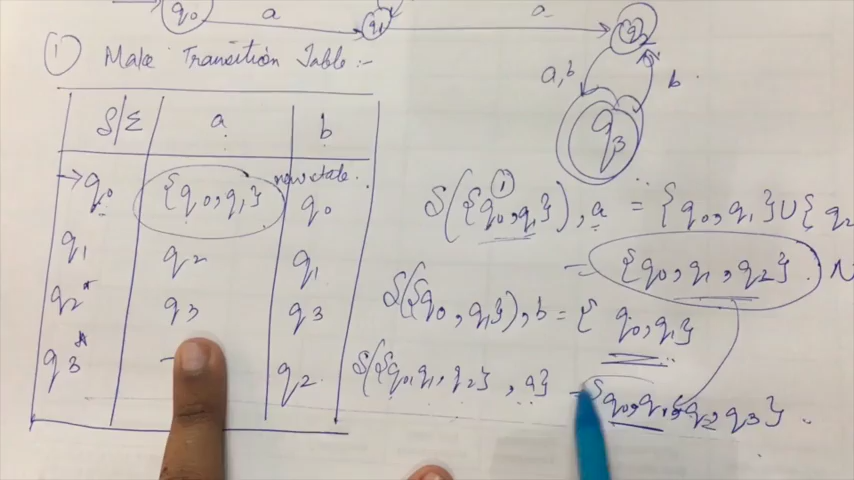 q0 a q1 a q2
① Make Transition Table:-
a,b b
q3
δ/Σ a b
→q0 {q0,q1} new state. q0
q1 q2 q1
q2* q3 q3
q3* – q2
①
δ({q0,q1}),a = {q0,q1}∪{q2
= {q0,q1,q2}. N
δ({q0,q1}),b = {q0,q1}
δ({q0,q1,q2},a} = {q0,q1,q2,q3}.